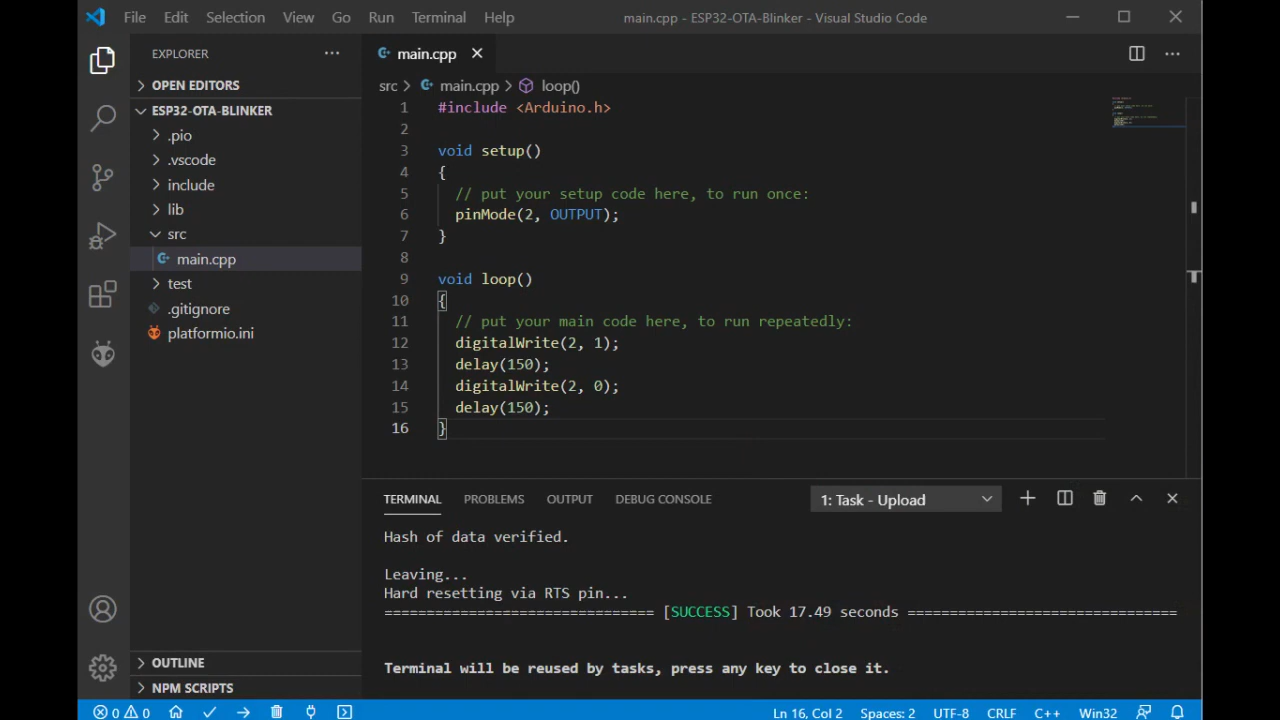 File Edit Selection View Go Run Terminal Help main.cpp - ESP32-OTA-Blinker - Visual Studio Code
EXPLORER
OPEN EDITORS
ESP32-OTA-BLINKER
.pio
.vscode
include
lib
src
main.cpp
test
.gitignore
platformio.ini
OUTLINE
NPM SCRIPTS
main.cpp
src main.cpp loop()
1 #include <Arduino.h>
2
3 void setup()
4 {
5 // put your setup code here, to run once:
6 pinMode(2, OUTPUT);
7 }
8
9 void loop()
10 {
11 // put your main code here, to run repeatedly:
12 digitalWrite(2, 1);
13 delay(150);
14 digitalWrite(2, 0);
15 delay(150);
16 }
TERMINAL PROBLEMS OUTPUT DEBUG CONSOLE 1: Task - Upload
Hash of data verified.
Leaving...
Hard resetting via RTS pin...
============================== [SUCCESS] Took 17.49 seconds ==============================
Terminal will be reused by tasks, press any key to close it.
0 0 Ln 16, Col 2 Spaces: 2 UTF-8 CRLF C++ Win32